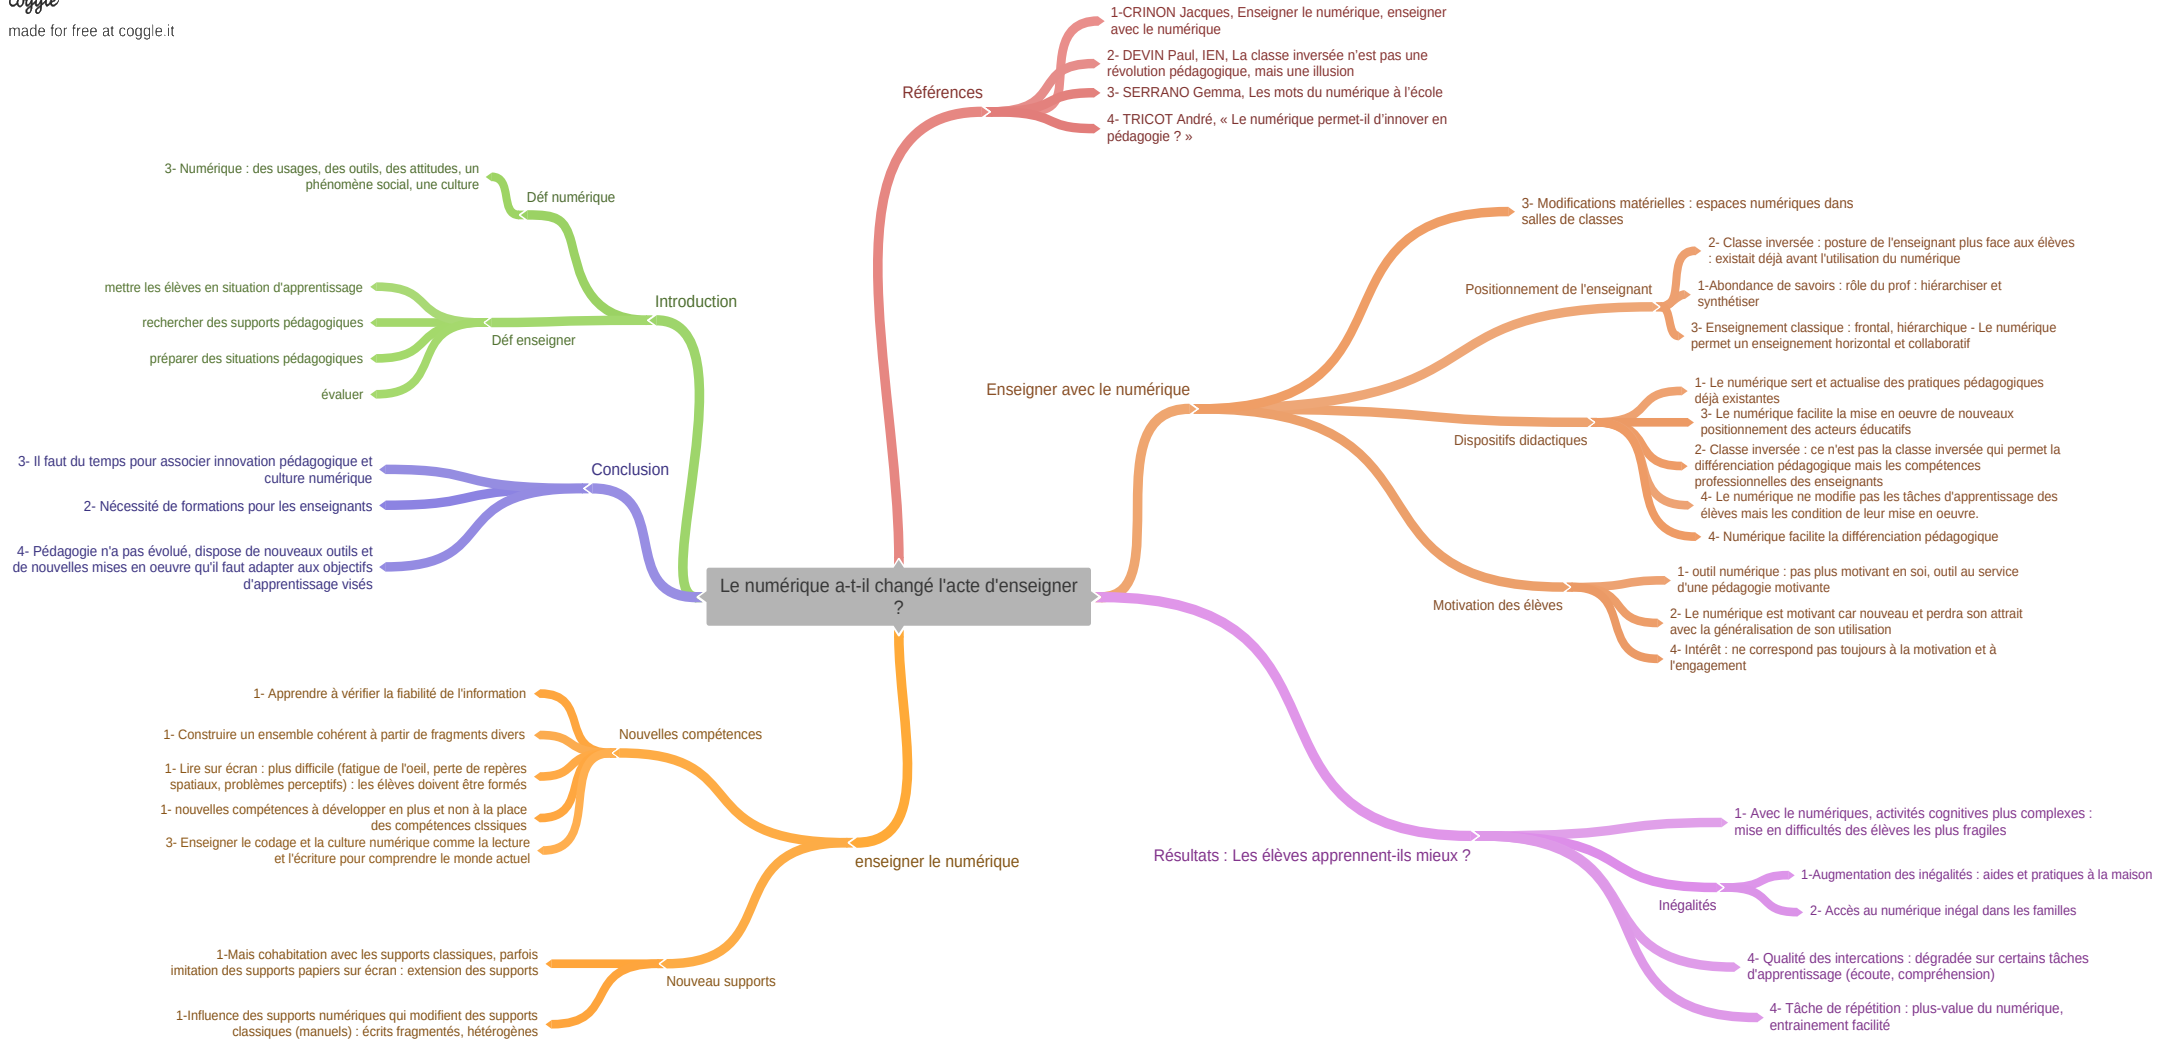 coggle
made for free at coggle.it
Références
1-CRINON Jacques, Enseigner le numérique, enseigner
avec le numérique
2- DEVIN Paul, IEN, La classe inversée n'est pas une
révolution pédagogique, mais une illusion
3- SERRANO Gemma, Les mots du numérique à l'école
4- TRICOT André, « Le numérique permet-il d'innover en
pédagogie ? »
Introduction
Déf numérique
3- Numérique : des usages, des outils, des attitudes, un
phénomène social, une culture
Déf enseigner
mettre les élèves en situation d'apprentissage
rechercher des supports pédagogiques
préparer des situations pédagogiques
évaluer
Conclusion
3- Il faut du temps pour associer innovation pédagogique et
culture numérique
2- Nécessité de formations pour les enseignants
4- Pédagogie n'a pas évolué, dispose de nouveaux outils et
de nouvelles mises en oeuvre qu'il faut adapter aux objectifs
d'apprentissage visés
Le numérique a-t-il changé l'acte d'enseigner
?
Enseigner avec le numérique
3- Modifications matérielles : espaces numériques dans
salles de classes
Positionnement de l'enseignant
2- Classe inversée : posture de l'enseignant plus face aux élèves
: existait déjà avant l'utilisation du numérique
1-Abondance de savoirs : rôle du prof : hiérarchiser et
synthétiser
3- Enseignement classique : frontal, hiérarchique - Le numérique
permet un enseignement horizontal et collaboratif
Dispositifs didactiques
1- Le numérique sert et actualise des pratiques pédagogiques
déjà existantes
3- Le numérique facilite la mise en oeuvre de nouveaux
positionnement des acteurs éducatifs
2- Classe inversée : ce n'est pas la classe inversée qui permet la
différenciation pédagogique mais les compétences
professionnelles des enseignants
4- Le numérique ne modifie pas les tâches d'apprentissage des
élèves mais les condition de leur mise en oeuvre.
4- Numérique facilite la différenciation pédagogique
Motivation des élèves
1- outil numérique : pas plus motivant en soi, outil au service
d'une pédagogie motivante
2- Le numérique est motivant car nouveau et perdra son attrait
avec la généralisation de son utilisation
4- Intérêt : ne correspond pas toujours à la motivation et à
l'engagement
enseigner le numérique
Nouvelles compétences
1- Apprendre à vérifier la fiabilité de l'information
1- Construire un ensemble cohérent à partir de fragments divers
1- Lire sur écran : plus difficile (fatigue de l'oeil, perte de repères
spatiaux, problèmes perceptifs) : les élèves doivent être formés
1- nouvelles compétences à développer en plus et non à la place
des compétences clssiques
3- Enseigner le codage et la culture numérique comme la lecture
et l'écriture pour comprendre le monde actuel
Nouveau supports
1-Mais cohabitation avec les supports classiques, parfois
imitation des supports papiers sur écran : extension des supports
1-Influence des supports numériques qui modifient des supports
classiques (manuels) : écrits fragmentés, hétérogènes
Résultats : Les élèves apprennent-ils mieux ?
1- Avec le numériques, activités cognitives plus complexes :
mise en difficultés des élèves les plus fragiles
Inégalités
1-Augmentation des inégalités : aides et pratiques à la maison
2- Accès au numérique inégal dans les familles
4- Qualité des intercations : dégradée sur certains tâches
d'apprentissage (écoute, compréhension)
4- Tâche de répétition : plus-value du numérique,
entrainement facilité